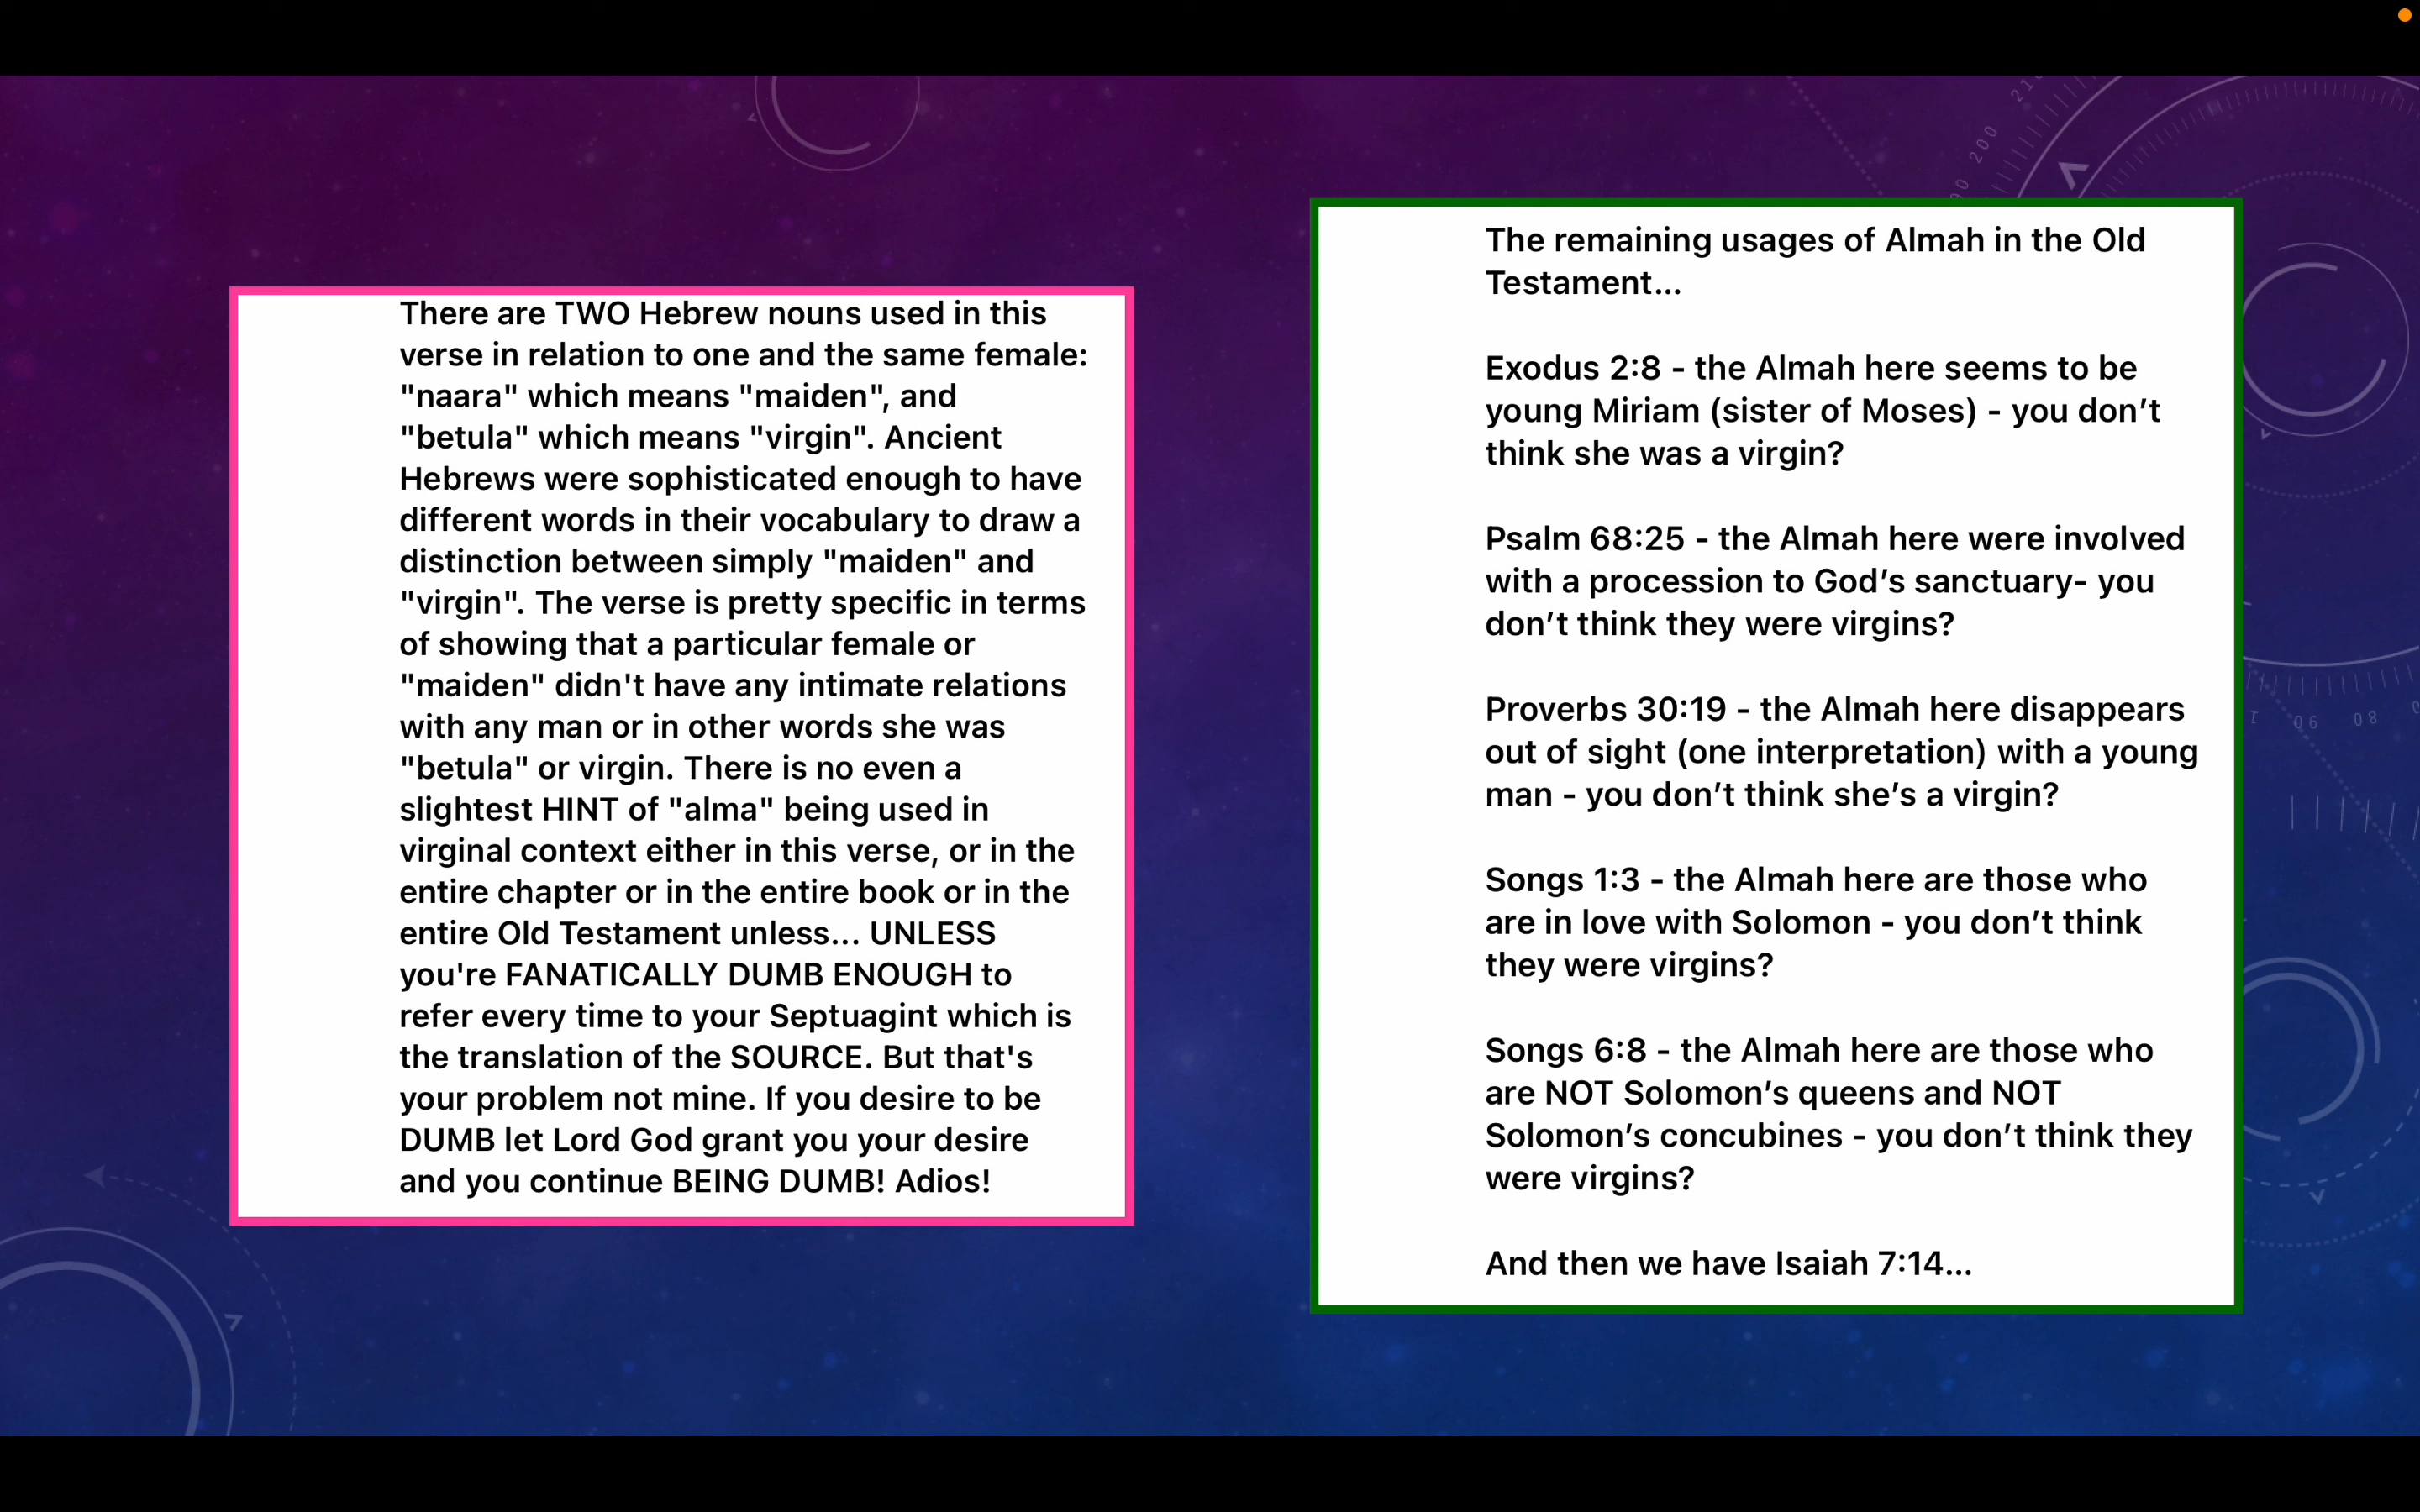 There are TWO Hebrew nouns used in this
verse in relation to one and the same female:
"naara" which means "maiden", and
"betula" which means "virgin". Ancient
Hebrews were sophisticated enough to have
different words in their vocabulary to draw a
distinction between simply "maiden" and
"virgin". The verse is pretty specific in terms
of showing that a particular female or
"maiden" didn't have any intimate relations
with any man or in other words she was
"betula" or virgin. There is no even a
slightest HINT of "alma" being used in
virginal context either in this verse, or in the
entire chapter or in the entire book or in the
entire Old Testament unless... UNLESS
you're FANATICALLY DUMB ENOUGH to
refer every time to your Septuagint which is
the translation of the SOURCE. But that's
your problem not mine. If you desire to be
DUMB let Lord God grant you your desire
and you continue BEING DUMB! Adios!
The remaining usages of Almah in the Old
Testament...
Exodus 2:8 - the Almah here seems to be
young Miriam (sister of Moses) - you don’t
think she was a virgin?
Psalm 68:25 - the Almah here were involved
with a procession to God’s sanctuary- you
don’t think they were virgins?
Proverbs 30:19 - the Almah here disappears
out of sight (one interpretation) with a young
man - you don’t think she’s a virgin?
Songs 1:3 - the Almah here are those who
are in love with Solomon - you don’t think
they were virgins?
Songs 6:8 - the Almah here are those who
are NOT Solomon’s queens and NOT
Solomon’s concubines - you don’t think they
were virgins?
And then we have Isaiah 7:14...
200
90
80